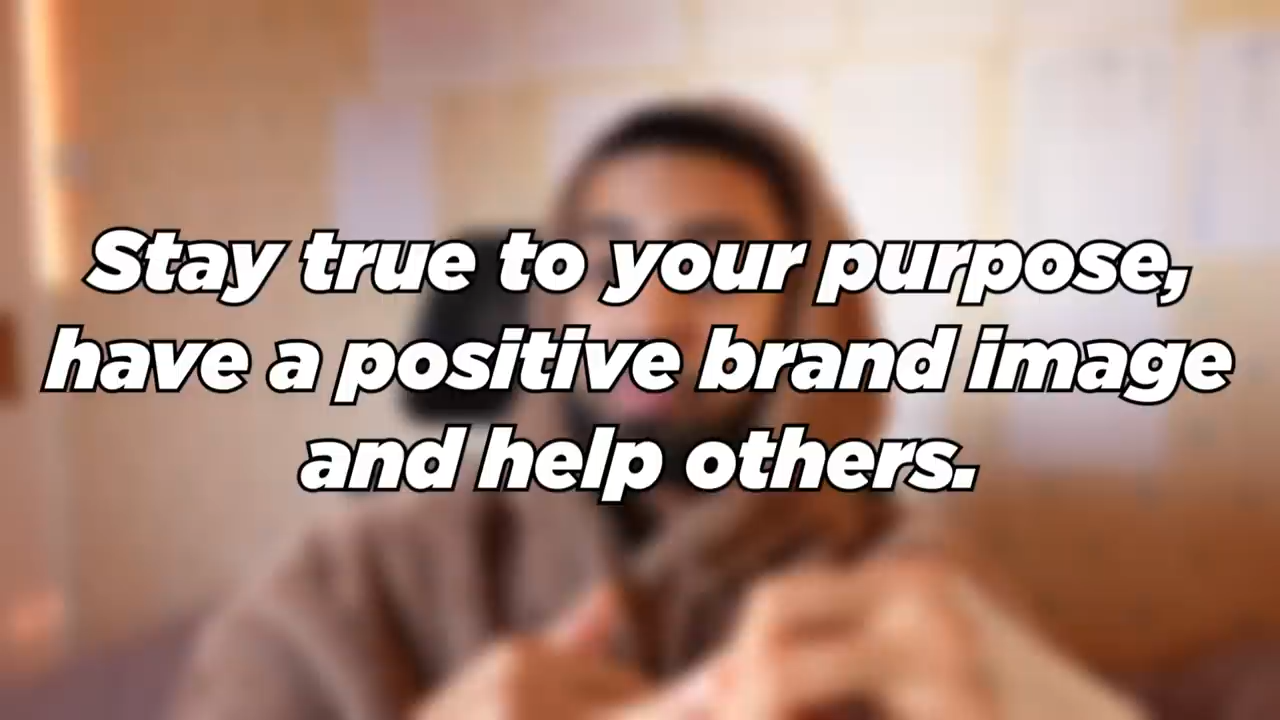 Stay true to your purpose,
have a positive brand image
and help others.